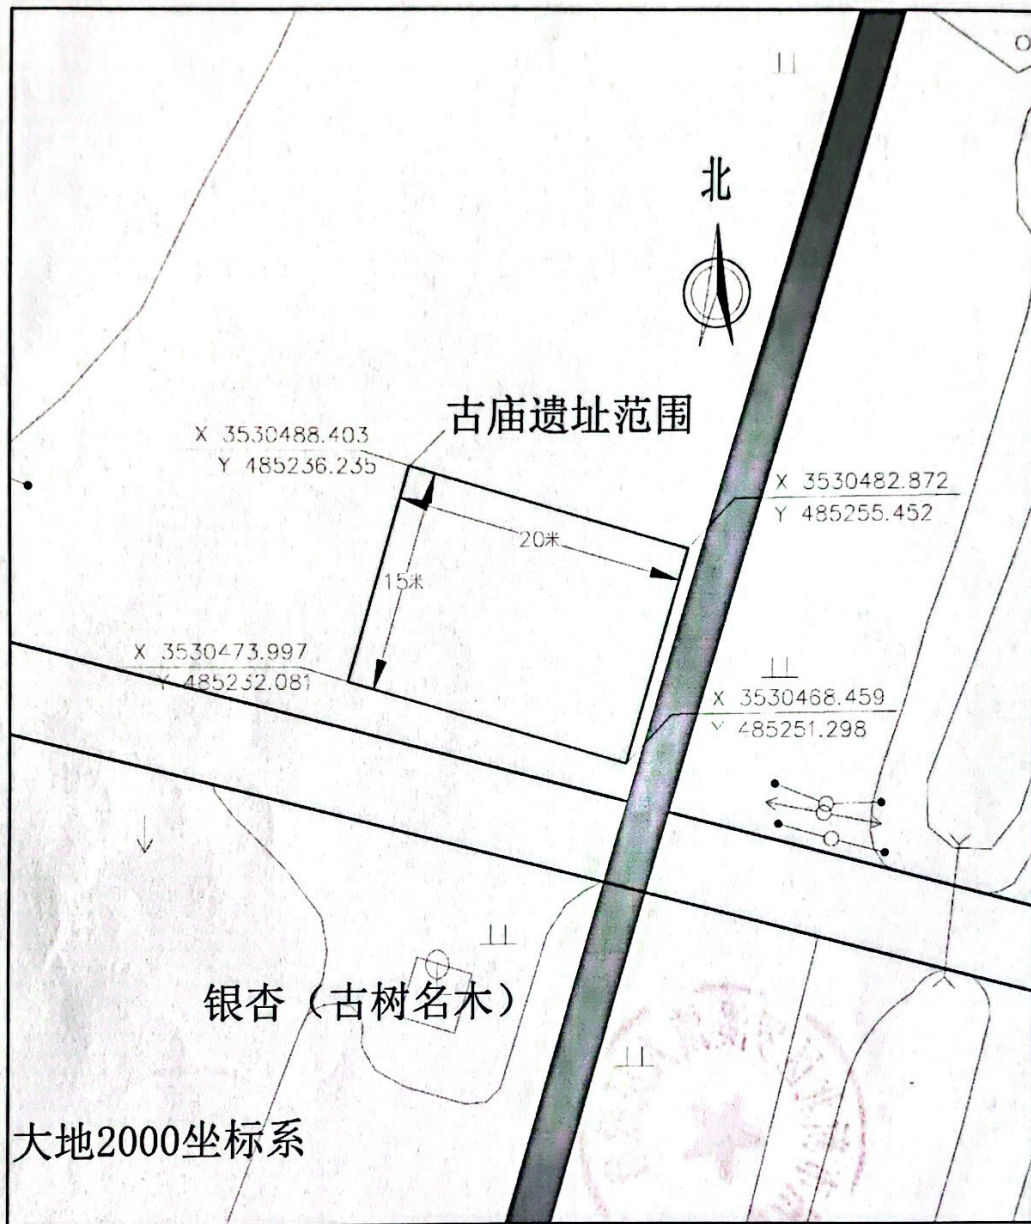 北
古庙遗址范围
X 3530488.403
Y 485236.235
X 3530482.872
Y 485255.452
20米
15米
X 3530473.997
Y 485232.081
X 3530468.459
Y 485251.298
银杏（古树名木）
大地2000坐标系